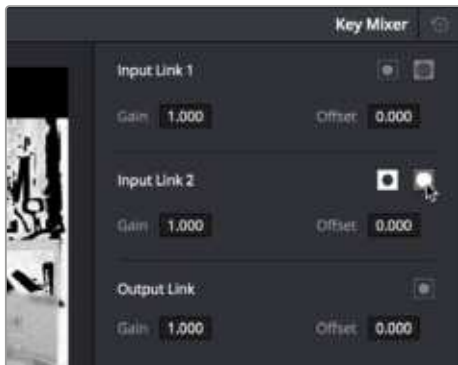 Key Mixer
Input Link 1
Gain 1.000 Offset 0.000
Input Link 2
Gain 1.000 Offset 0.000
Output Link
Gain 1.000 Offset 0.000